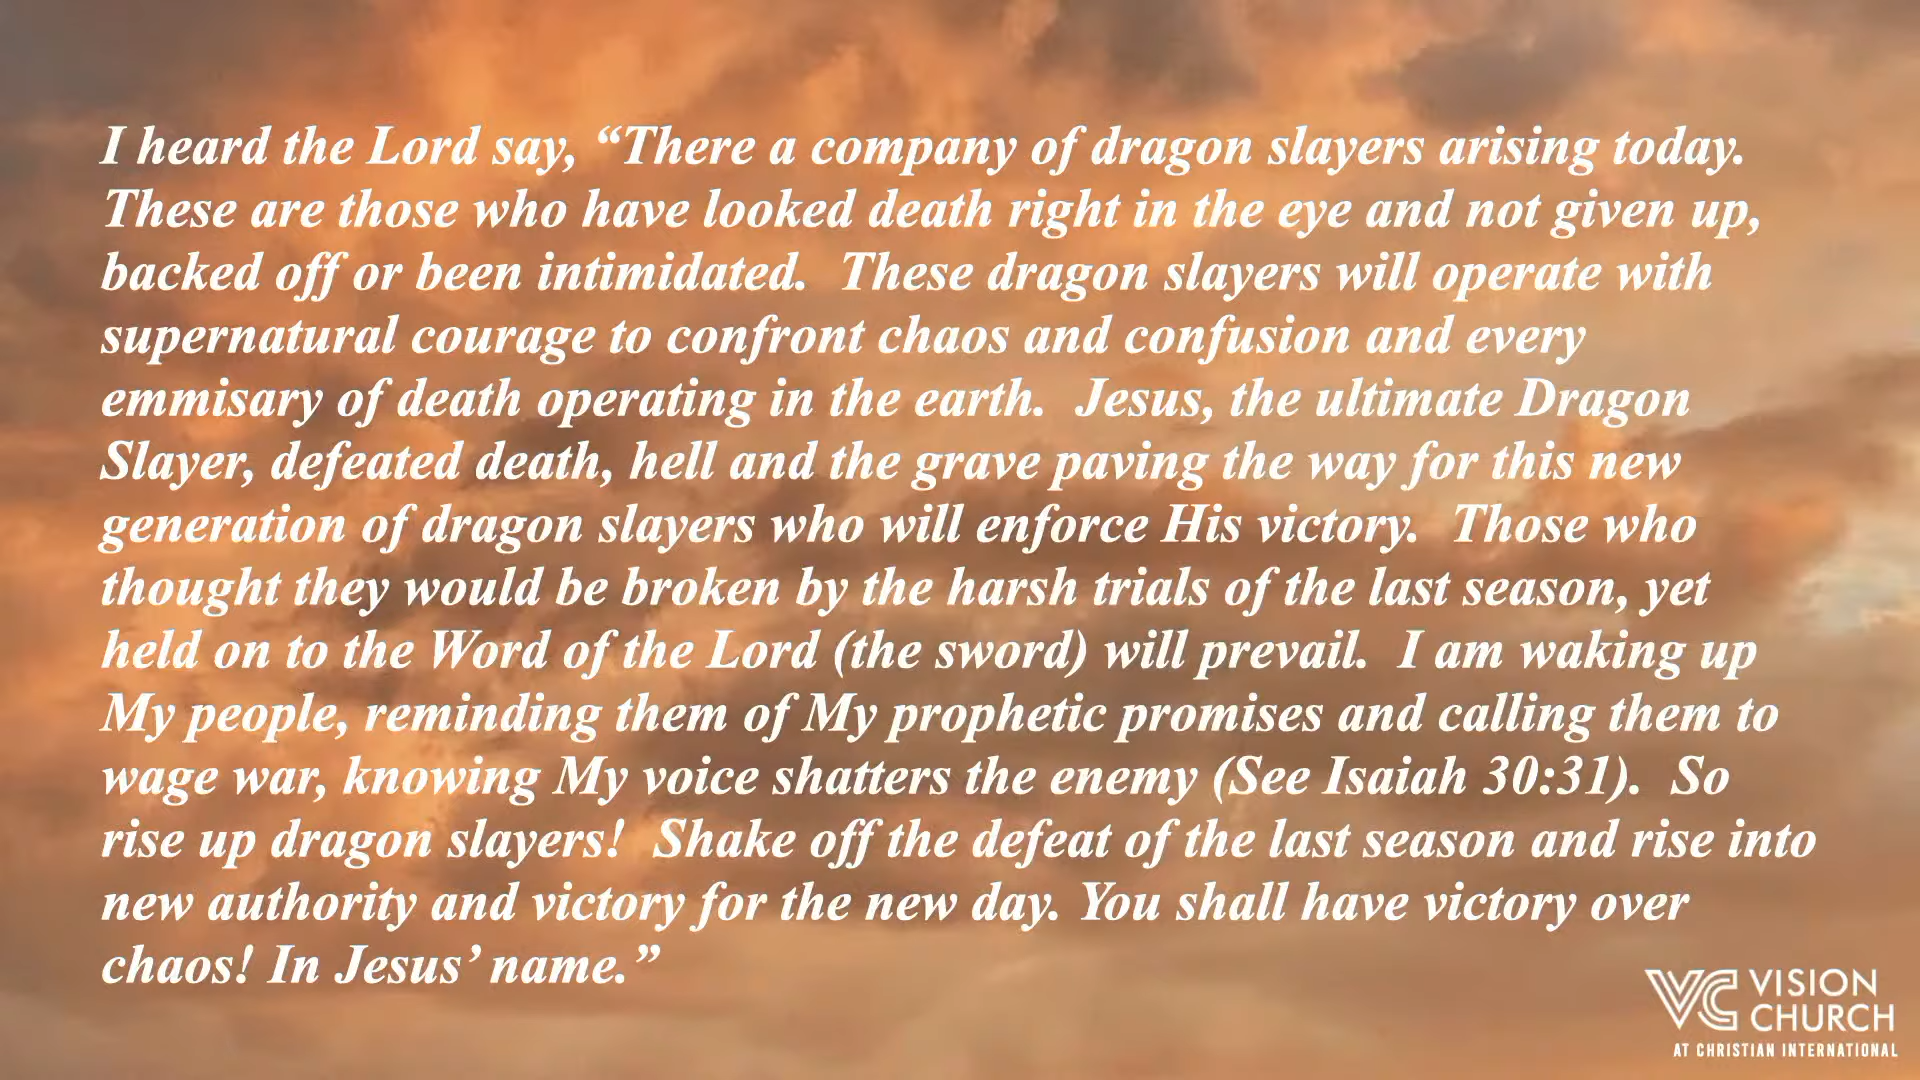 I heard the Lord say, “There a company of dragon slayers arising today.
These are those who have looked death right in the eye and not given up,
backed off or been intimidated.  These dragon slayers will operate with
supernatural courage to confront chaos and confusion and every
emmisary of death operating in the earth.  Jesus, the ultimate Dragon
Slayer, defeated death, hell and the grave paving the way for this new
generation of dragon slayers who will enforce His victory.  Those who
thought they would be broken by the harsh trials of the last season, yet
held on to the Word of the Lord (the sword) will prevail.  I am waking up
My people, reminding them of My prophetic promises and calling them to
wage war, knowing My voice shatters the enemy (See Isaiah 30:31).  So
rise up dragon slayers!  Shake off the defeat of the last season and rise into
new authority and victory for the new day. You shall have victory over
chaos! In Jesus’ name.”
VC VISION
CHURCH
AT CHRISTIAN INTERNATIONAL